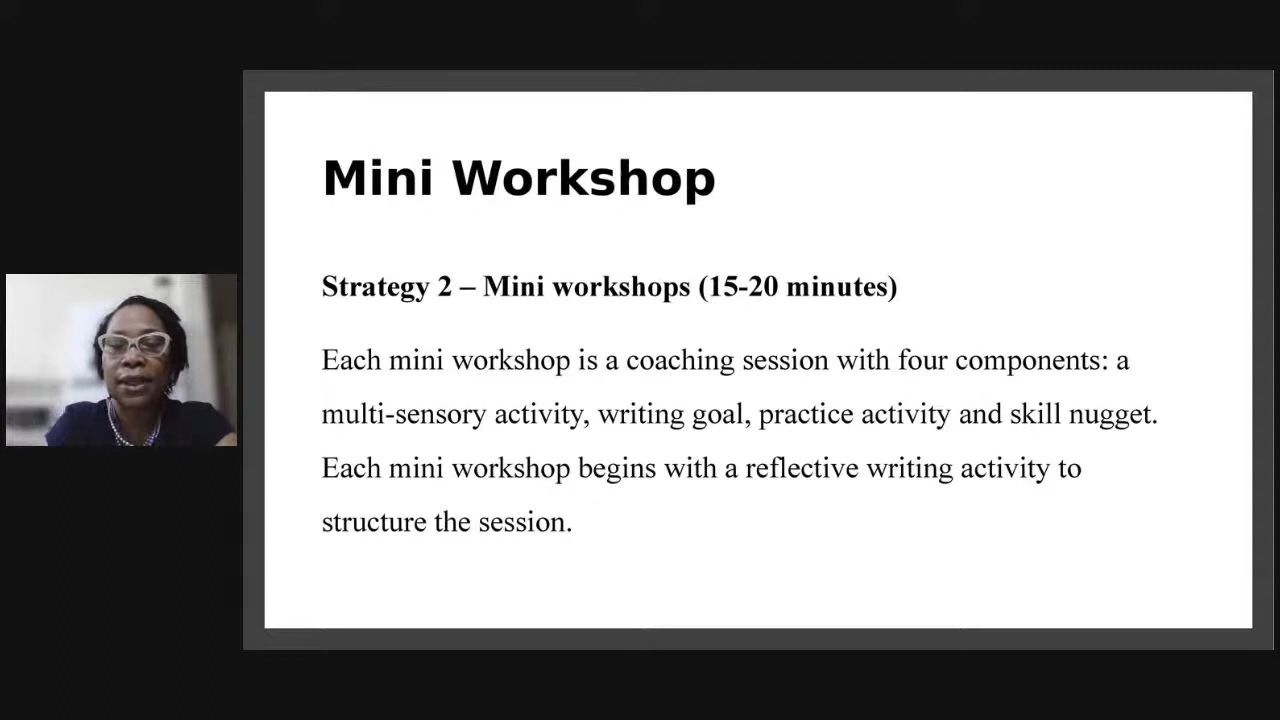 Mini Workshop
Strategy 2 – Mini workshops (15-20 minutes)
Each mini workshop is a coaching session with four components: a
multi-sensory activity, writing goal, practice activity and skill nugget.
Each mini workshop begins with a reflective writing activity to
structure the session.